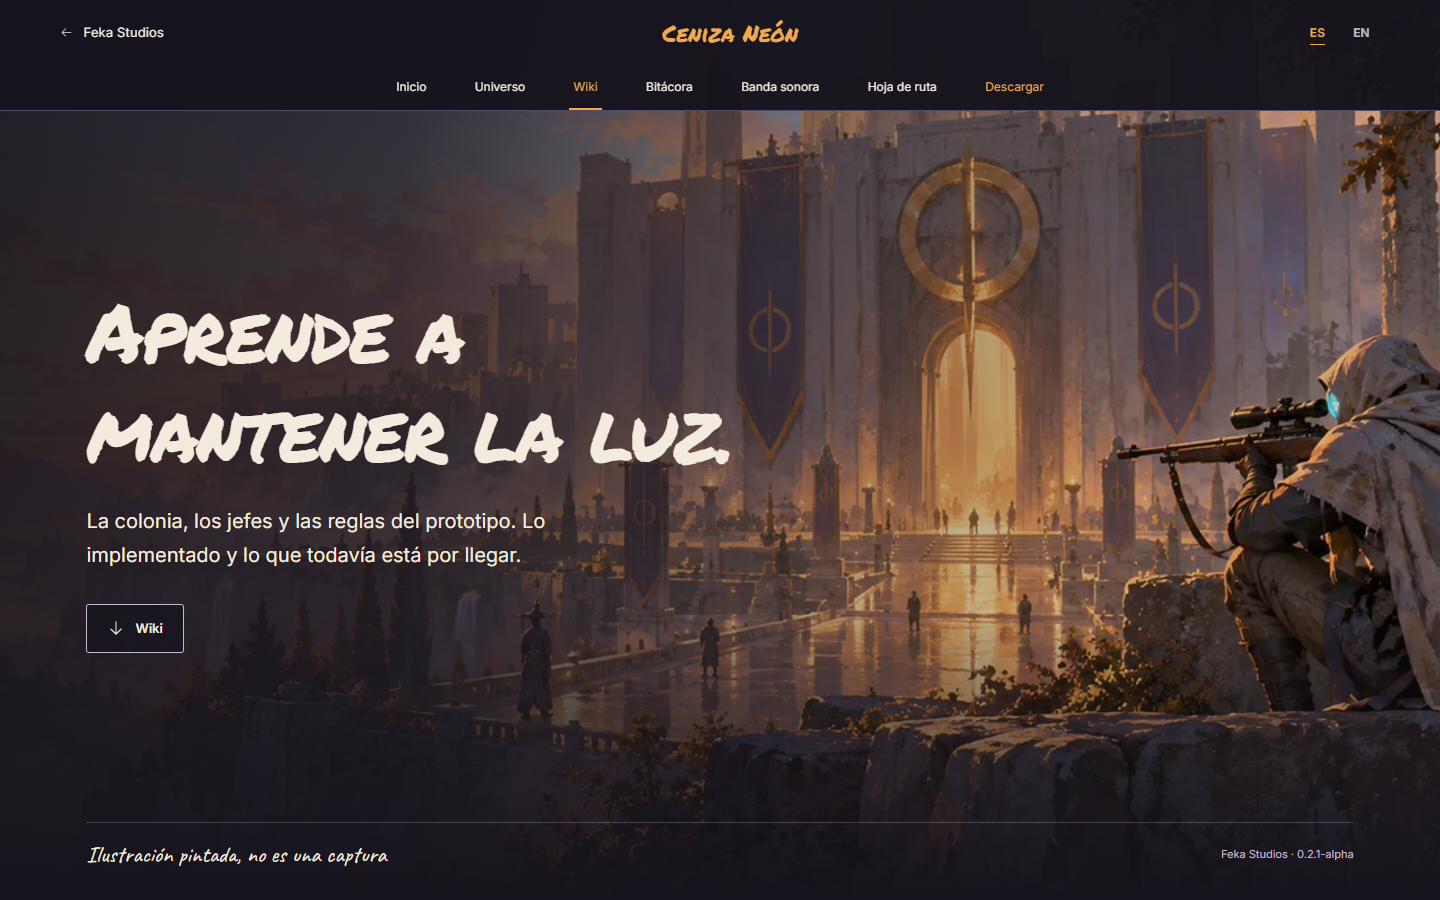 ← Feka Studios
Ceniza Neón
ES EN
Inicio Universo Wiki Bitácora Banda sonora Hoja de ruta Descargar
Aprende a
mantener la luz.
La colonia, los jefes y las reglas del prototipo. Lo
implementado y lo que todavía está por llegar.
↓ Wiki
Ilustración pintada, no es una captura
Feka Studios · 0.2.1-alpha